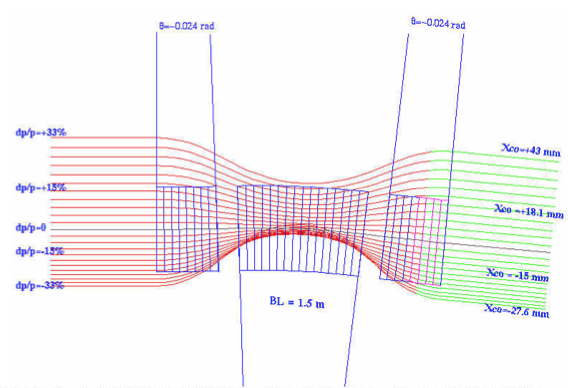 θ=-0.024 rad
θ=-0.024 rad
dp/p=+33%
Xco=+43 mm
dp/p=+15%
Xco =+18.1 mm
dp/p=0
dp/p=-15%
Xco = -15 mm
dp/p=-33%
BL = 1.5 m
Xco=-27.6 mm